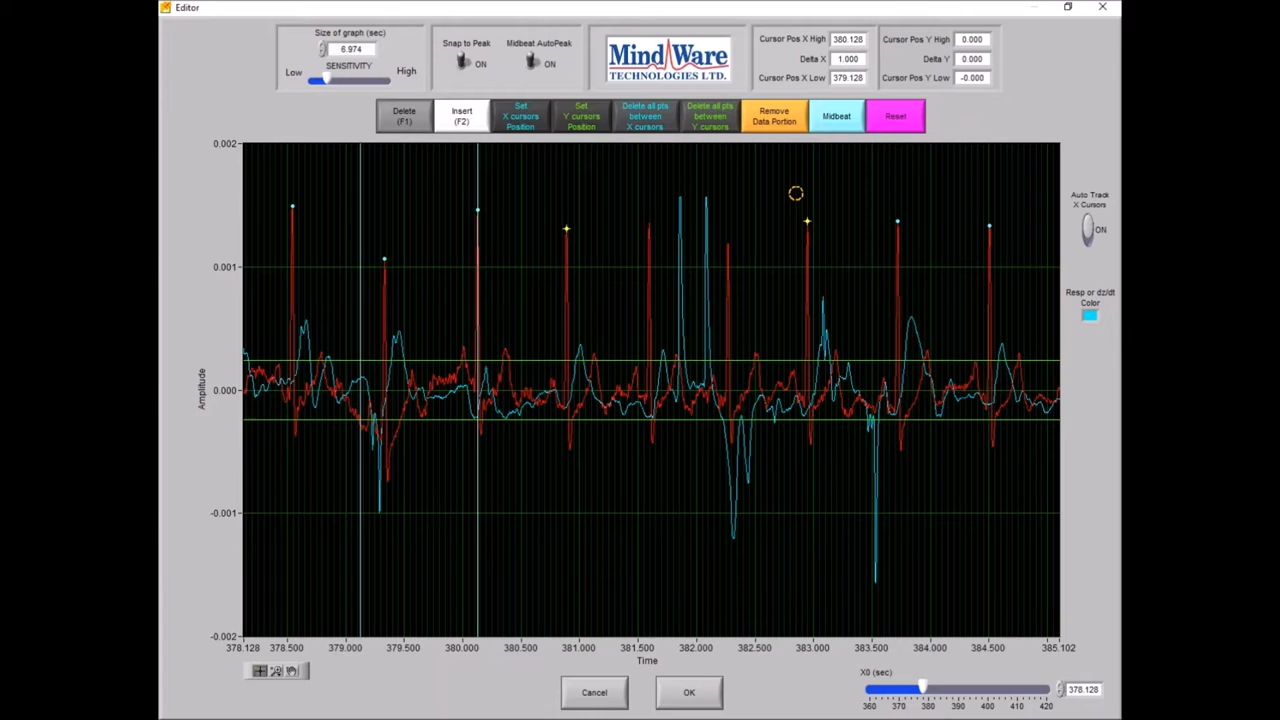 Editor
Size of graph (sec)
6.974
SENSITIVITY
Low
High
Snap to Peak
ON
Midbeat AutoPeak
ON
MindWare
TECHNOLOGIES LTD.
Cursor Pos X High 380.128
Delta X 1.000
Cursor Pos X Low 379.128
Cursor Pos Y High 0.000
Delta Y 0.000
Cursor Pos Y Low -0.000
Delete
(F1)
Insert
(F2)
Set
X cursors
Position
Set
Y cursors
Position
Delete all pts
between
X cursors
Delete all pts
between
Y cursors
Remove
Data Portion
Midbeat
Reset
0.002
0.001
0.000
-0.001
-0.002
Amplitude
Auto Track
X Cursors
ON
Resp or dz/dt
Color
378.128 378.500 379.000 379.500 380.000 380.500 381.000 381.500 382.000 382.500 383.000 383.500 384.000 384.500 385.102
Time
Cancel
OK
X0 (sec)
378.128
360 370 380 390 400 410 420